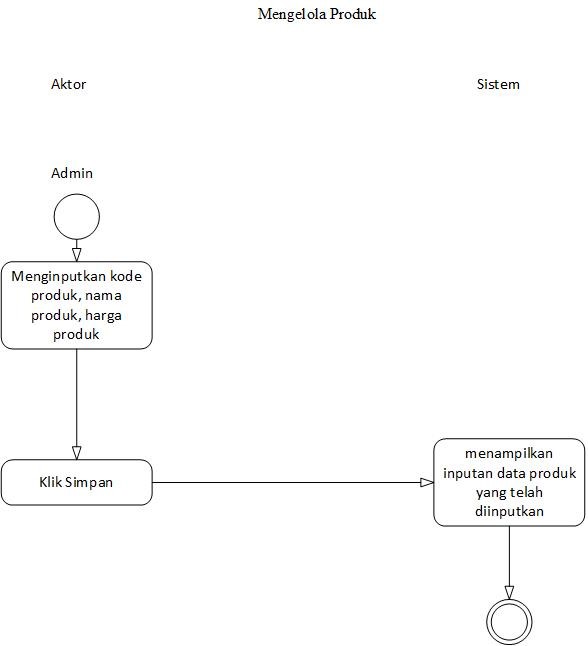 Mengelola Produk
Aktor
Sistem
Admin
Menginputkan kode
produk, nama
produk, harga
produk
Klik Simpan
menampilkan
inputan data produk
yang telah
diinputkan